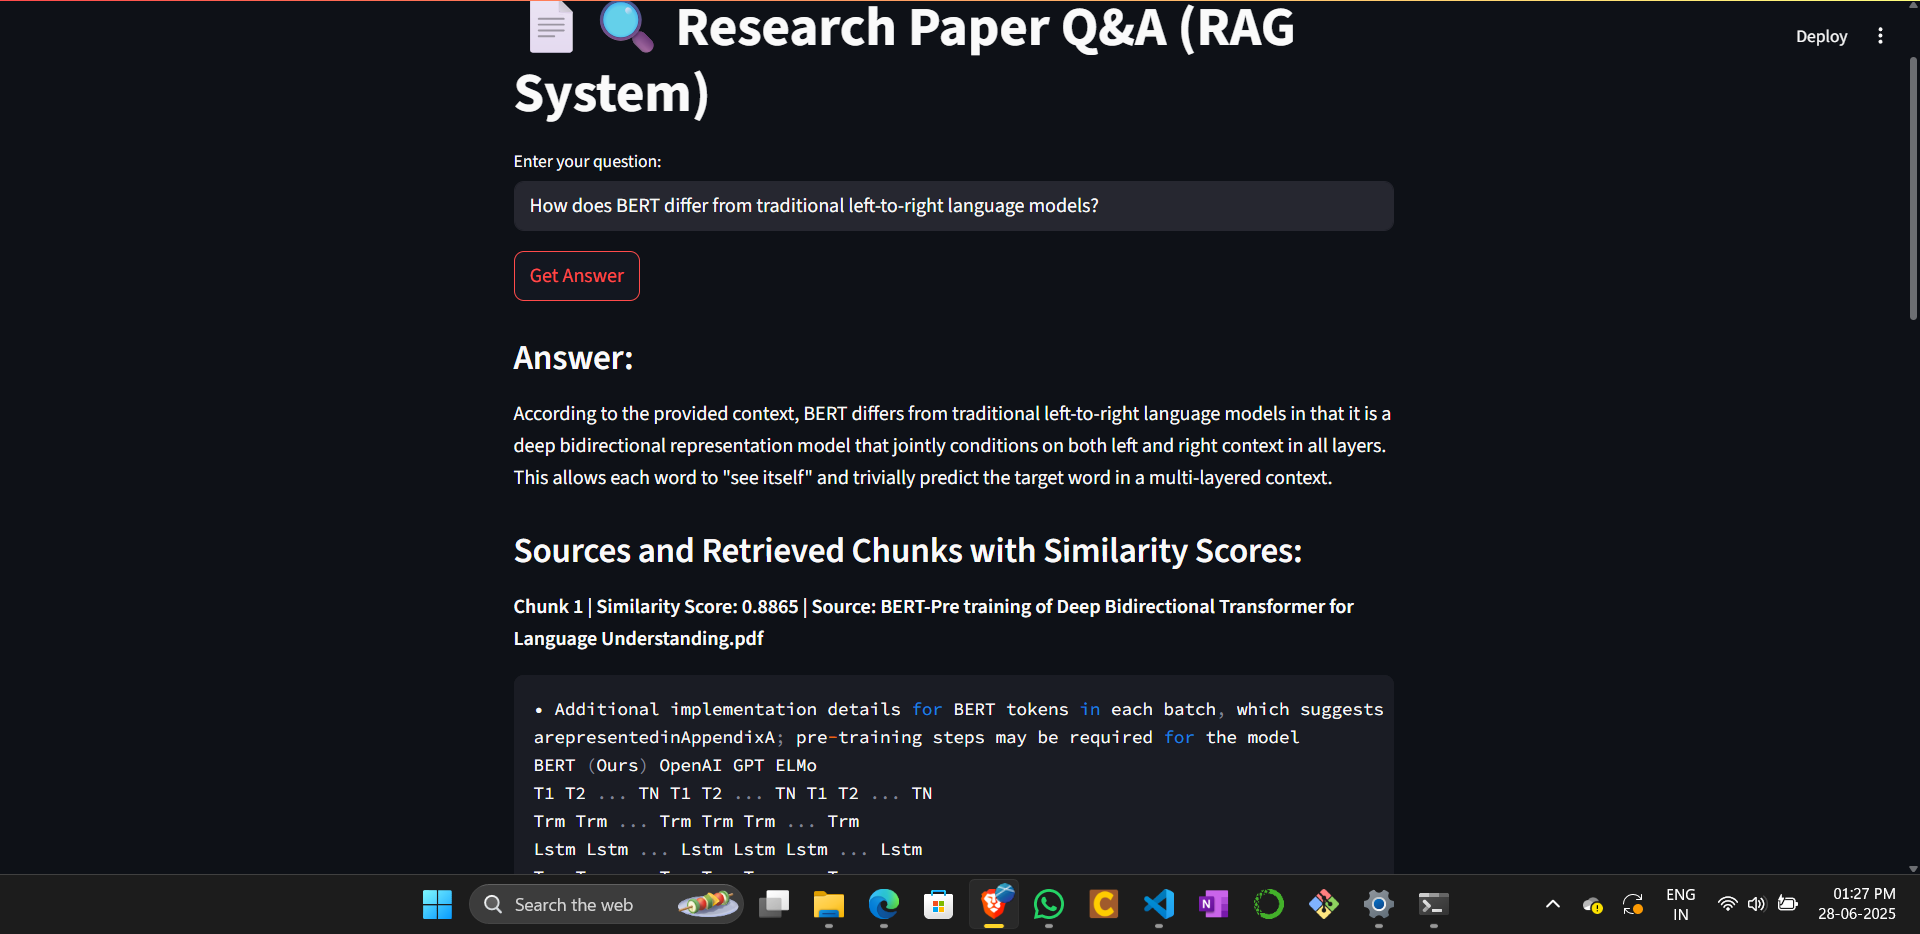 Research Paper Q&A (RAG
System)
Deploy
Enter your question:
How does BERT differ from traditional left-to-right language models?
Get Answer
Answer:
According to the provided context, BERT differs from traditional left-to-right language models in that it is a
deep bidirectional representation model that jointly conditions on both left and right context in all layers.
This allows each word to "see itself" and trivially predict the target word in a multi-layered context.
Sources and Retrieved Chunks with Similarity Scores:
Chunk 1 | Similarity Score: 0.8865 | Source: BERT-Pre training of Deep Bidirectional Transformer for
Language Understanding.pdf
• Additional implementation details for BERT tokens in each batch, which suggests
arepresentedinAppendixA; pre-training steps may be required for the model
BERT (Ours) OpenAI GPT ELMo
T1 T2 ... TN T1 T2 ... TN T1 T2 ... TN
Trm Trm ... Trm Trm Trm ... Trm
Lstm Lstm ... Lstm Lstm Lstm ... Lstm
Search the web
ENG
IN
01:27 PM
28-06-2025